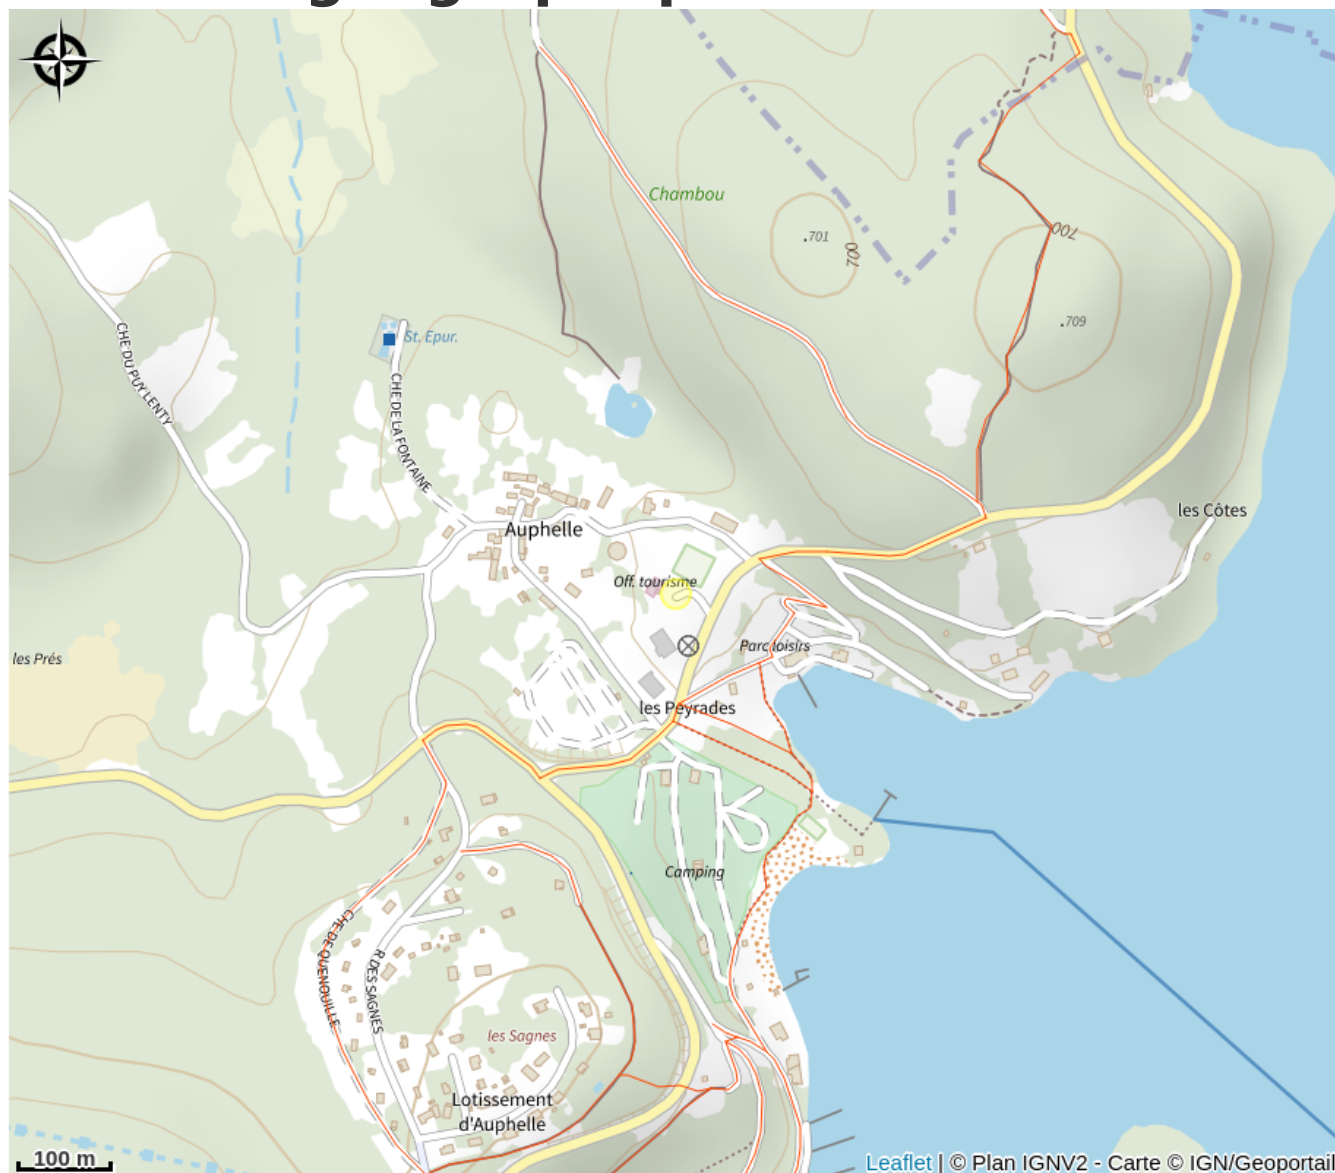 Chambou
.701
700
700
.709
St. Epur.
CHE DU PUY LENTY
CHE DE LA FONTAINE
les Côtes
Auphelle
Off. tourisme
Parc loisirs
les Prés
les Peyrades
Camping
CHE DE QUENOUILLE
R DES SAGNES
les Sagnes
Lotissement
d'Auphelle
100 m
Leaflet | © Plan IGNV2 - Carte © IGN/Geoportail